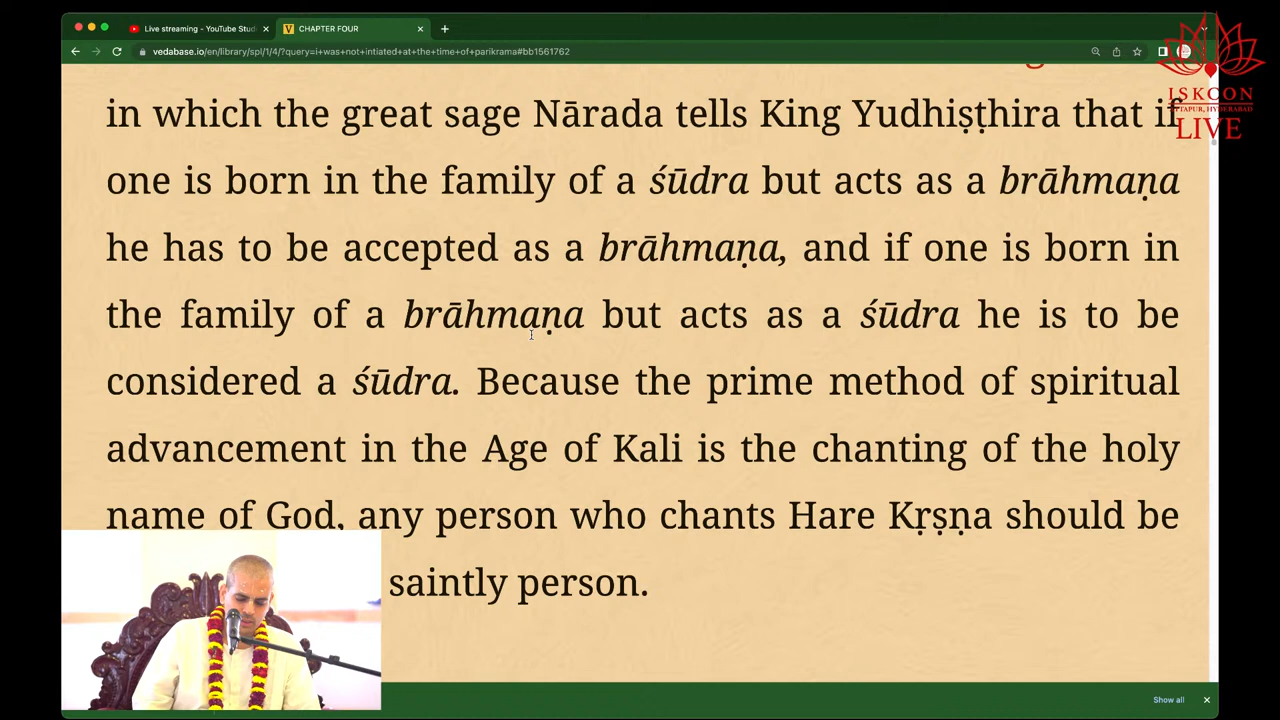 Live streaming - YouTube Stud
CHAPTER FOUR
vedabase.io/en/library/spl/1/4/?query=i+was+not+intiated+at+the+time+of+parikrama#bb1561762
ISKCON
LIVE
in which the great sage Nārada tells King Yudhiṣṭhira that if
one is born in the family of a śūdra but acts as a brāhmaṇa
he has to be accepted as a brāhmaṇa, and if one is born in
the family of a brāhmaṇa but acts as a śūdra he is to be
considered a śūdra. Because the prime method of spiritual
advancement in the Age of Kali is the chanting of the holy
name of God, any person who chants Hare Kṛṣṇa should be
saintly person.
Show all